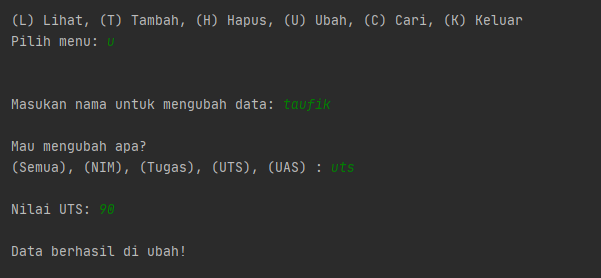 (L) Lihat, (T) Tambah, (H) Hapus, (U) Ubah, (C) Cari, (K) Keluar
Pilih menu: u
Masukan nama untuk mengubah data: taufik
Mau mengubah apa?
(Semua), (NIM), (Tugas), (UTS), (UAS) : uts
Nilai UTS: 90
Data berhasil di ubah!